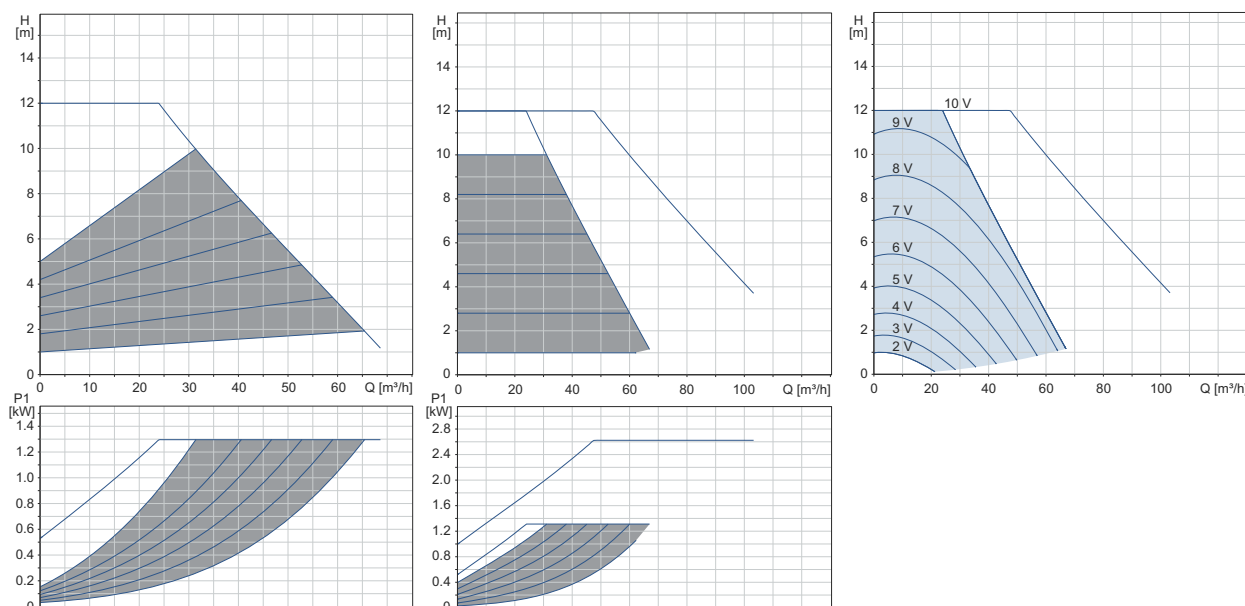 H
[m]
14
12
10
8
6
4
2
0
0 10 20 30 40 50 60 Q [m³/h]
H
[m]
16
14
12
10
8
6
4
2
0
0 20 40 60 80 100 Q [m³/h]
H
[m]
16
14
12
10
8
6
4
2
0
10 V
9 V
8 V
7 V
6 V
5 V
4 V
3 V
2 V
0 20 40 60 80 100 Q [m³/h]
P1
[kW]
1.4
1.2
1.0
0.8
0.6
0.4
0.2
0
P1
[kW]
2.8
2.4
2.0
1.6
1.2
0.8
0.4
0